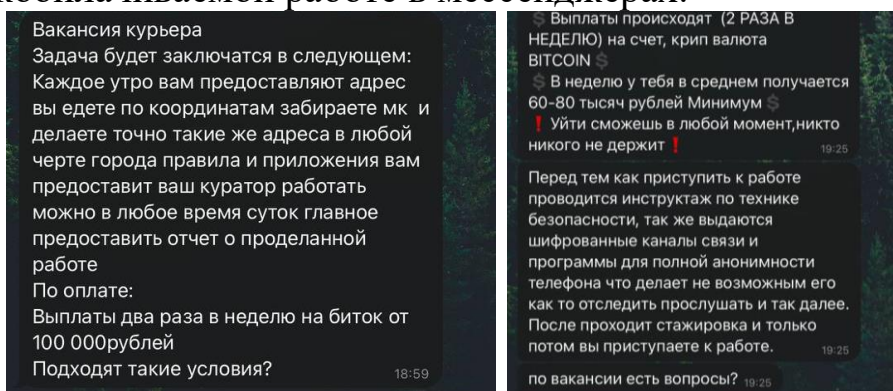 мессенджерах.
Вакансия курьера
Задача будет заключатся в следующем:
Каждое утро вам предоставляют адрес
вы едете по координатам забираете мк и
делаете точно такие же адреса в любой
черте города правила и приложения вам
предоставит ваш куратор работать
можно в любое время суток главное
предоставить отчет о проделанной
работе
По оплате:
Выплаты два раза в неделю на биток от
100 000рублей
Подходят такие условия?
18:59
$ Выплаты происходят (2 РАЗА В
НЕДЕЛЮ) на счет, крип валюта
BITCOIN $
$ В неделю у тебя в среднем получается
60-80 тысяч рублей Минимум $
❗ Уйти сможешь в любой момент,никто
никого не держит ❗
19:25
Перед тем как приступить к работе
проводится инструктаж по технике
безопасности, так же выдаются
шифрованные каналы связи и
программы для полной анонимности
телефона что делает не возможным его
как то отследить прослушать и так далее.
После проходит стажировка и только
потом вы приступаете к работе.
19:25
по вакансии есть вопросы? 19:25